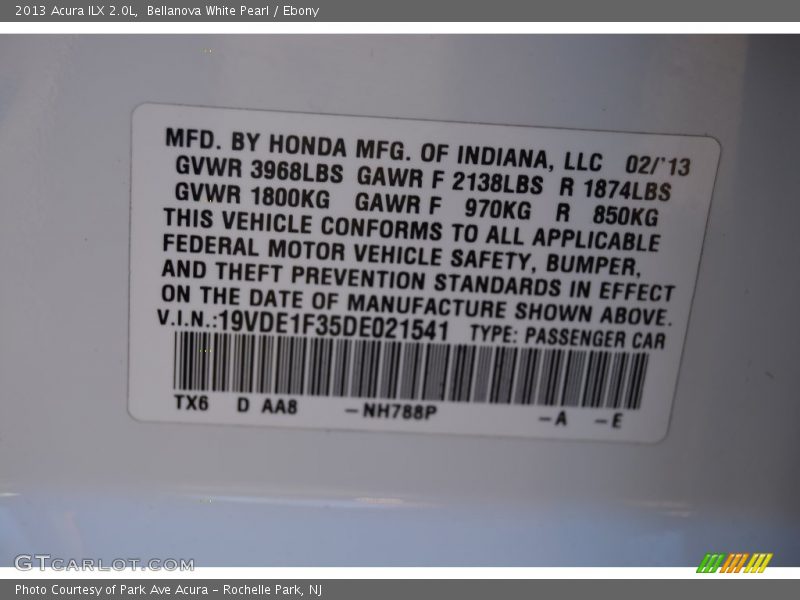 2013 Acura ILX 2.0L, Bellanova White Pearl / Ebony
MFD. BY HONDA MFG. OF INDIANA, LLC 02/'13
GVWR 3968LBS GAWR F 2138LBS R 1874LBS
GVWR 1800KG GAWR F 970KG R 850KG
THIS VEHICLE CONFORMS TO ALL APPLICABLE
FEDERAL MOTOR VEHICLE SAFETY, BUMPER,
AND THEFT PREVENTION STANDARDS IN EFFECT
ON THE DATE OF MANUFACTURE SHOWN ABOVE.
V.I.N.:19VDE1F35DE021541 TYPE: PASSENGER CAR
TX6 D AA8 -NH788P -A -E
GTCARLOT.COM
Photo Courtesy of Park Ave Acura - Rochelle Park, NJ